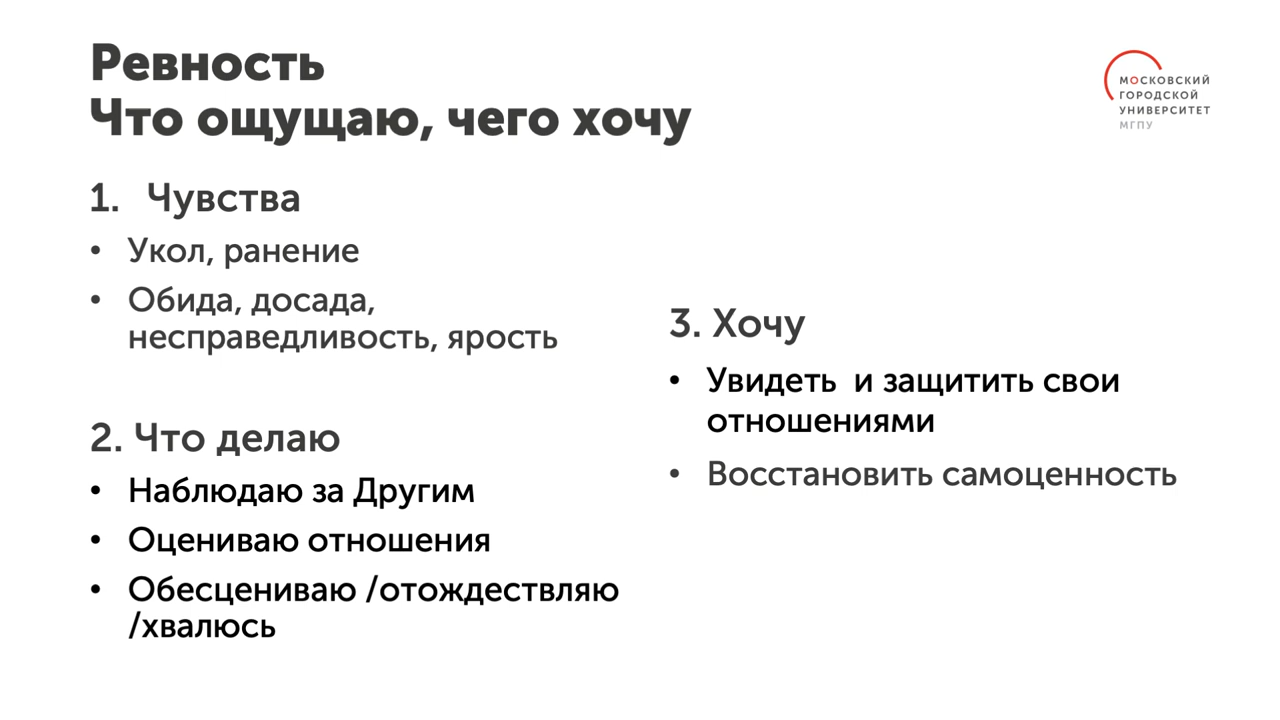 Ревность
Что ощущаю, чего хочу
МОСКОВСКИЙ
ГОРОДСКОЙ
УНИВЕРСИТЕТ
МГПУ
1. Чувства
• Укол, ранение
• Обида, досада,
несправедливость, ярость
2. Что делаю
• Наблюдаю за Другим
• Оцениваю отношения
• Обесцениваю /отождествляю
/хвалюсь
3. Хочу
• Увидеть и защитить свои
отношениями
• Восстановить самоценность